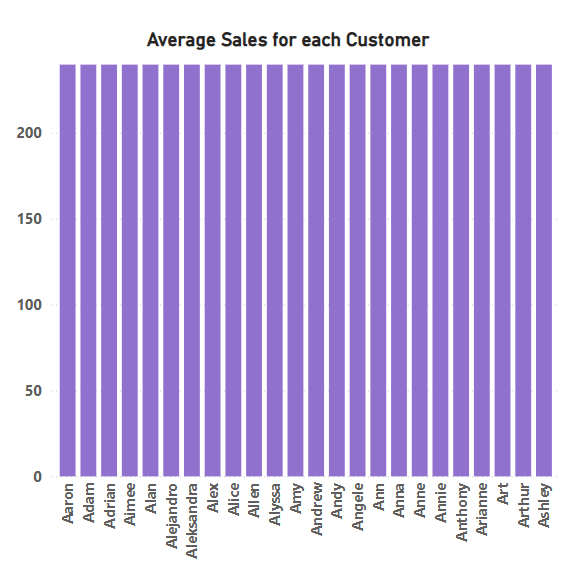 Average Sales for each Customer
200
150
100
50
0
Aaron
Adam
Adrian
Aimee
Alan
Alejandro
Aleksandra
Alex
Alice
Allen
Alyssa
Amy
Andrew
Andy
Angele
Ann
Anna
Anne
Annie
Anthony
Arianne
Art
Arthur
Ashley